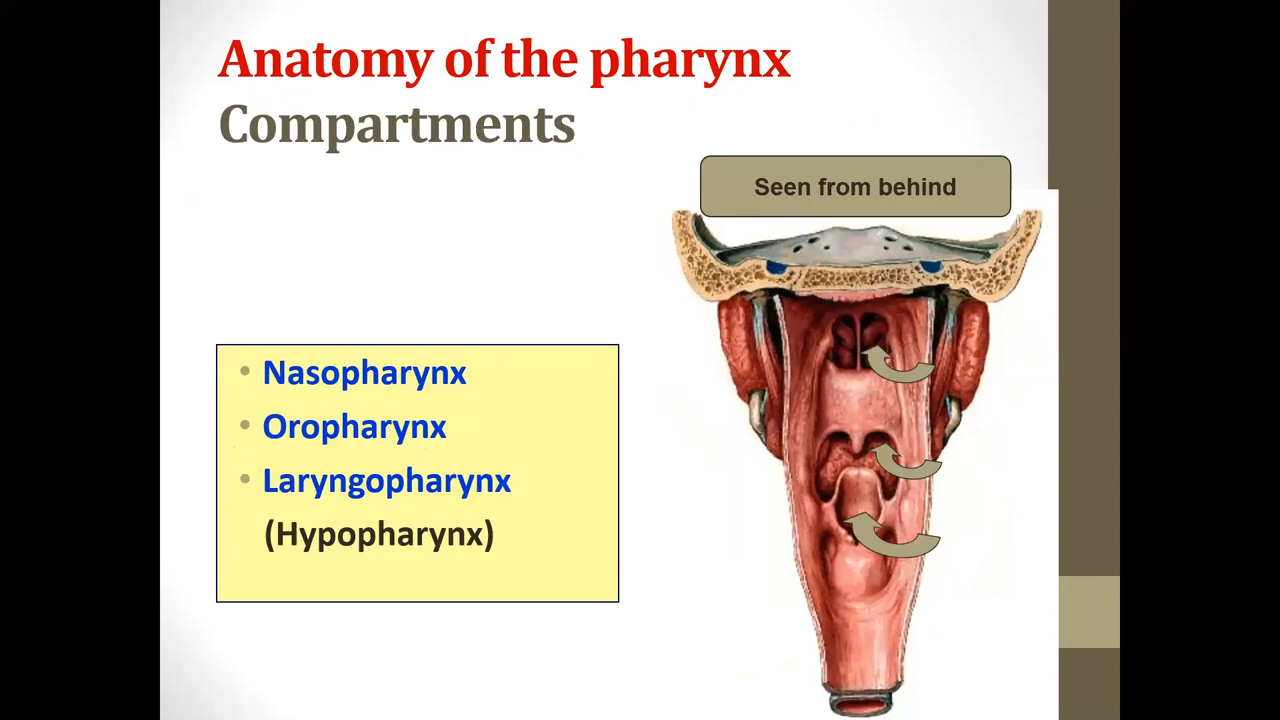 Anatomy of the pharynx
Compartments
Seen from behind
• Nasopharynx
• Oropharynx
• Laryngopharynx
(Hypopharynx)